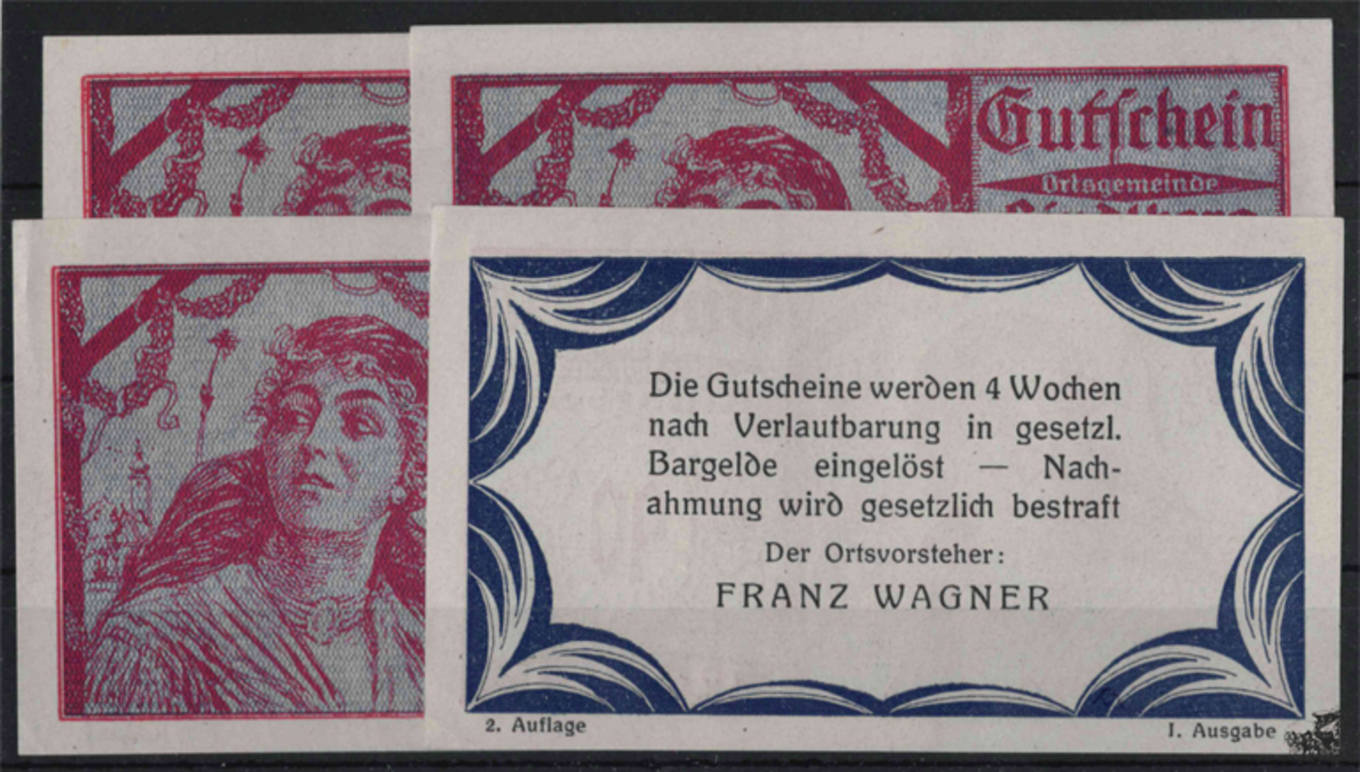 Gutschein
Ortsgemeinde
Die Gutscheine werden 4 Wochen
nach Verlautbarung in gesetzl.
Bargelde eingelöst — Nach-
ahmung wird gesetzlich bestraft
Der Ortsvorsteher:
FRANZ WAGNER
2. Auflage
I. Ausgabe